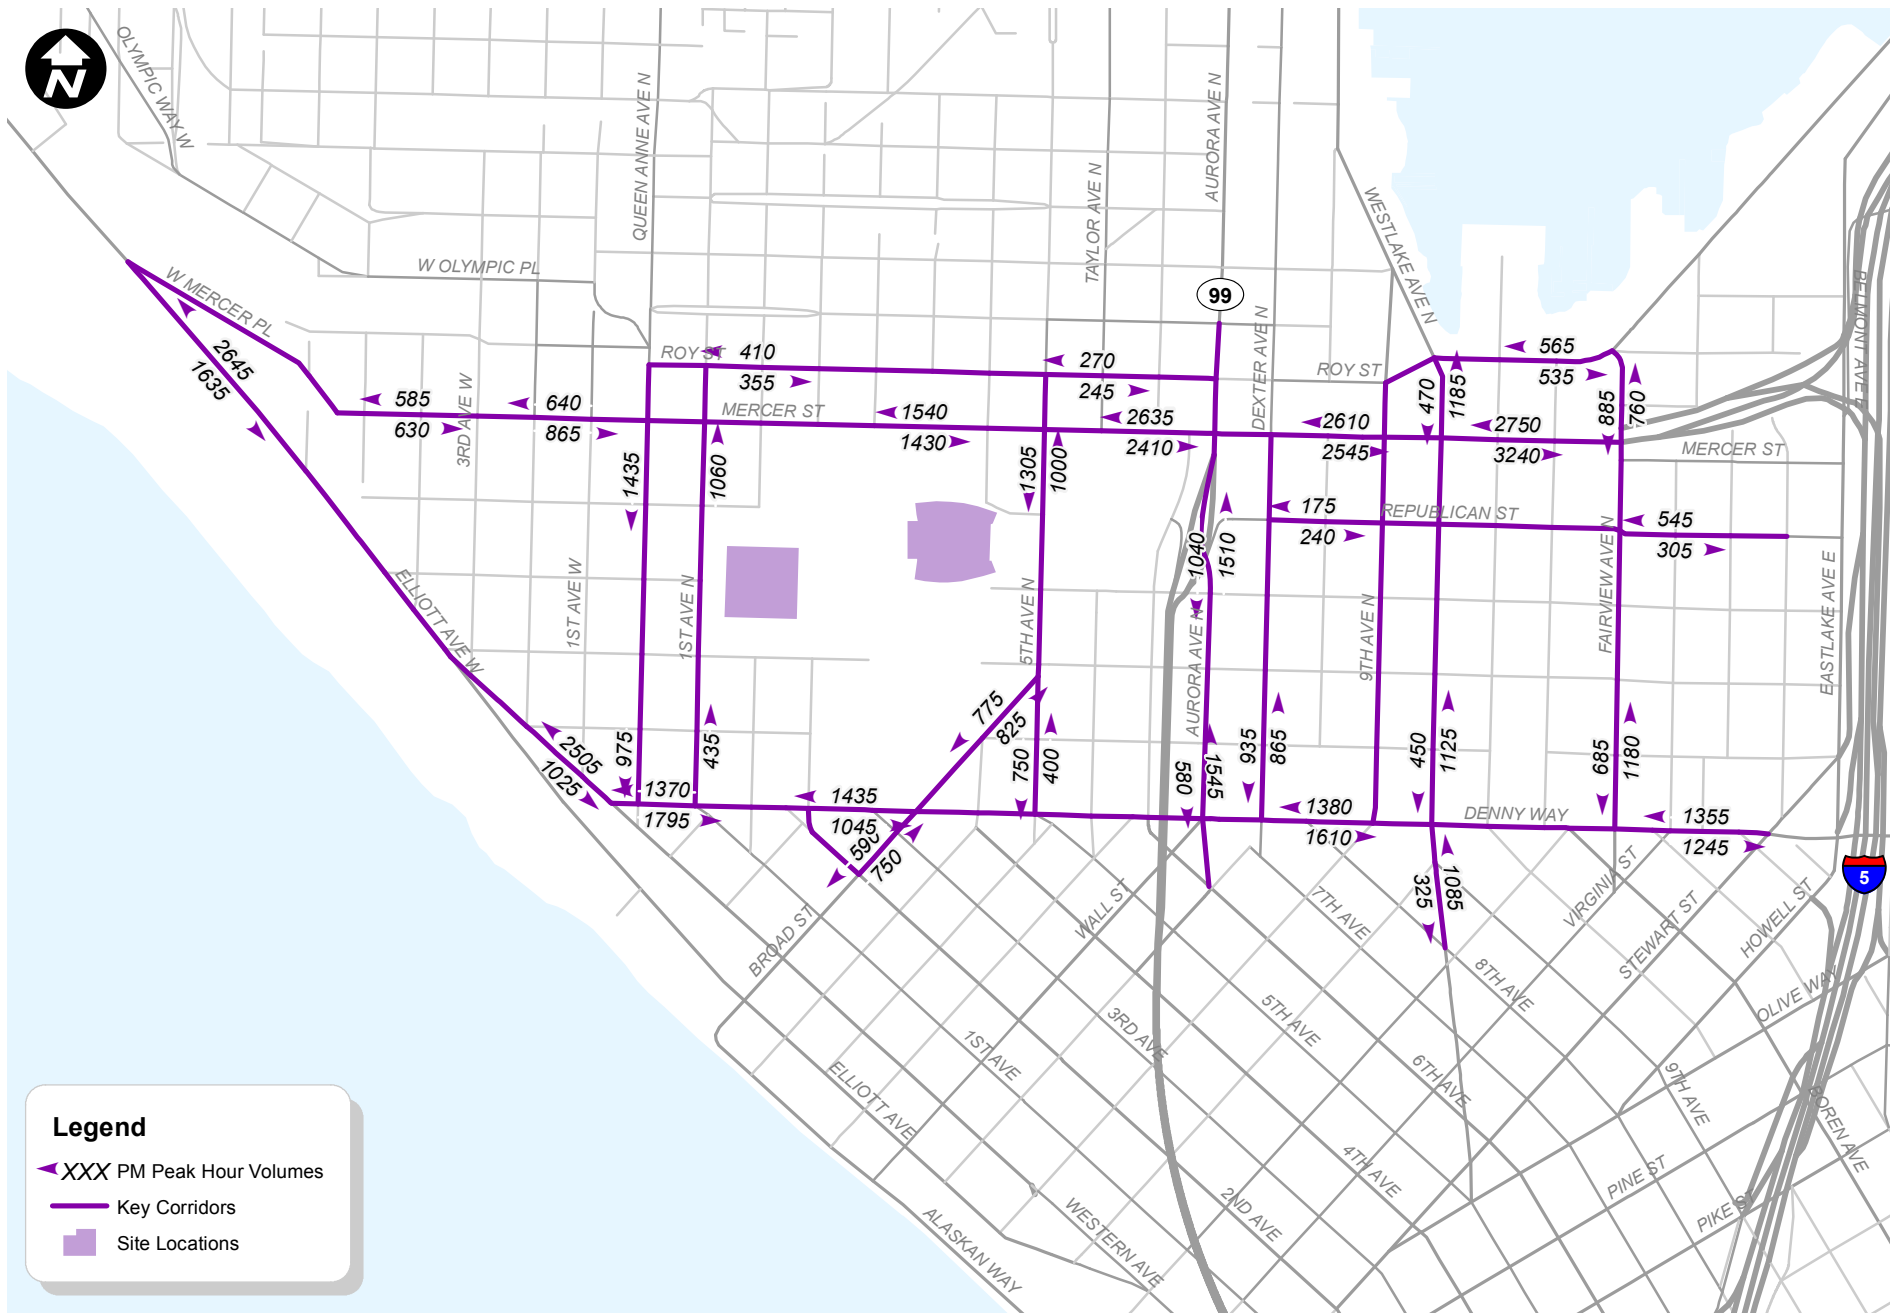 N
OLYMPIC WAY W
QUEEN ANNE AVE N
TAYLOR AVE N
AURORA AVE N
WESTLAKE AVE N
BELMONT AVE E
W OLYMPIC PL
W MERCER PL
99
DEXTER AVE N
ROY ST
410
355
270
245
ROY ST
565
535
470
1185
885
760
2645
1635
585
630
3RD AVE W
640
865
MERCER ST
1540
1430
2635
2410
2610
2545
2750
3240
MERCER ST
1435
1060
1305
1000
1040
1510
175
240
REPUBLICAN ST
545
305
ELLIOTT AVE W
1ST AVE W
1ST AVE N
5TH AVE N
AURORA AVE N
9TH AVE N
FAIRVIEW AVE N
EASTLAKE AVE E
775
825
750
400
975
435
2505
1025
580
1545
935
865
450
1125
685
1180
1370
1795
1435
1045
590
750
1380
1610
DENNY WAY
1355
1245
325
1085
5
BROAD ST
WALL ST
7TH AVE
VIRGINIA ST
STEWART ST
HOWELL ST
8TH AVE
OLIVE WAY
1ST AVE
3RD AVE
5TH AVE
6TH AVE
9TH AVE
BOREN AVE
ELLIOTT AVE
4TH AVE
2ND AVE
PINE ST
PIKE ST
WESTERN AVE
ALASKAN WAY
Legend
XXX PM Peak Hour Volumes
Key Corridors
Site Locations